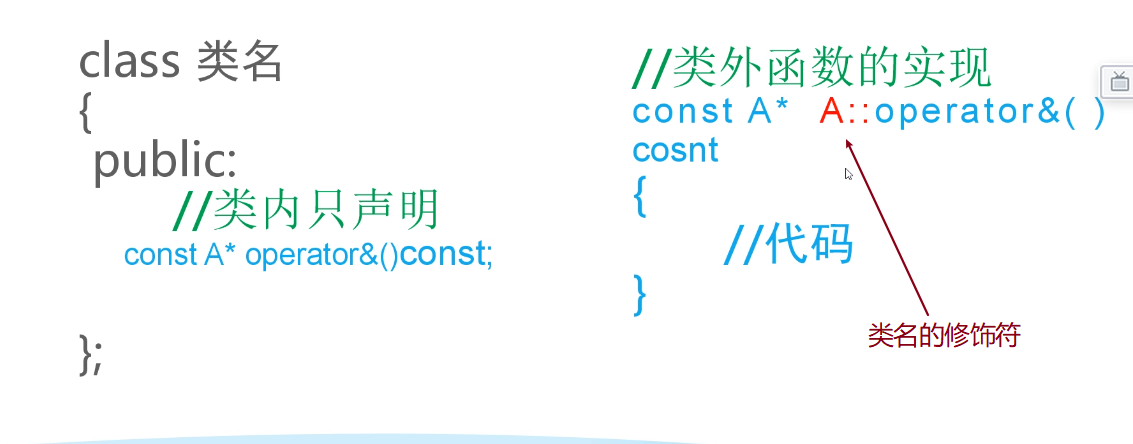 class 类名
{
public:
//类内只声明
const A* operator&()const;
};
//类外函数的实现
const A* A::operator&( )
cosnt
{
//代码
}
类名的修饰符